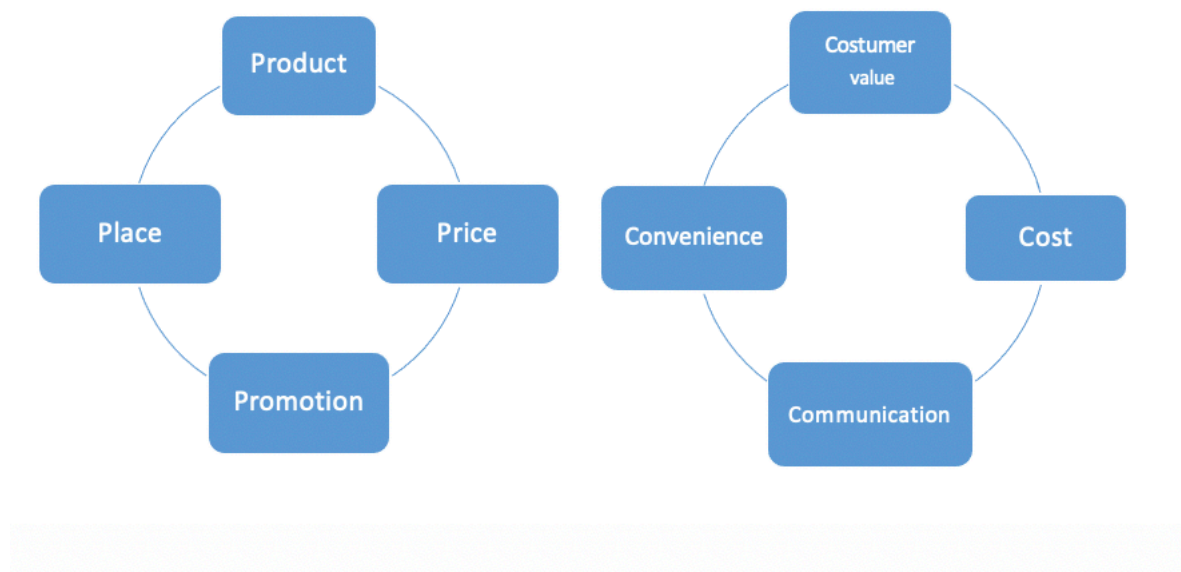 Product
Place
Price
Promotion
Costumer
value
Convenience
Cost
Communication